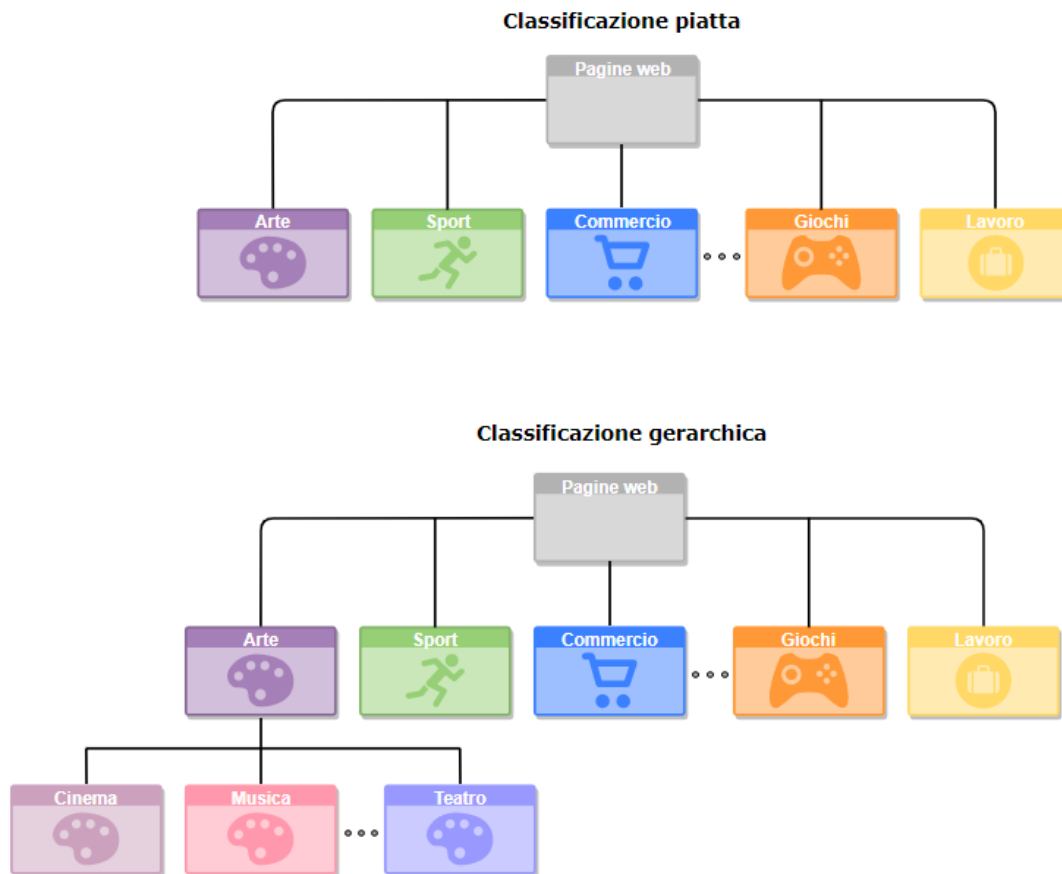 Classificazione piatta
Pagine web
Arte
Sport
Commercio
Giochi
Lavoro
Classificazione gerarchica
Pagine web
Arte
Sport
Commercio
Giochi
Lavoro
Cinema
Musica
Teatro